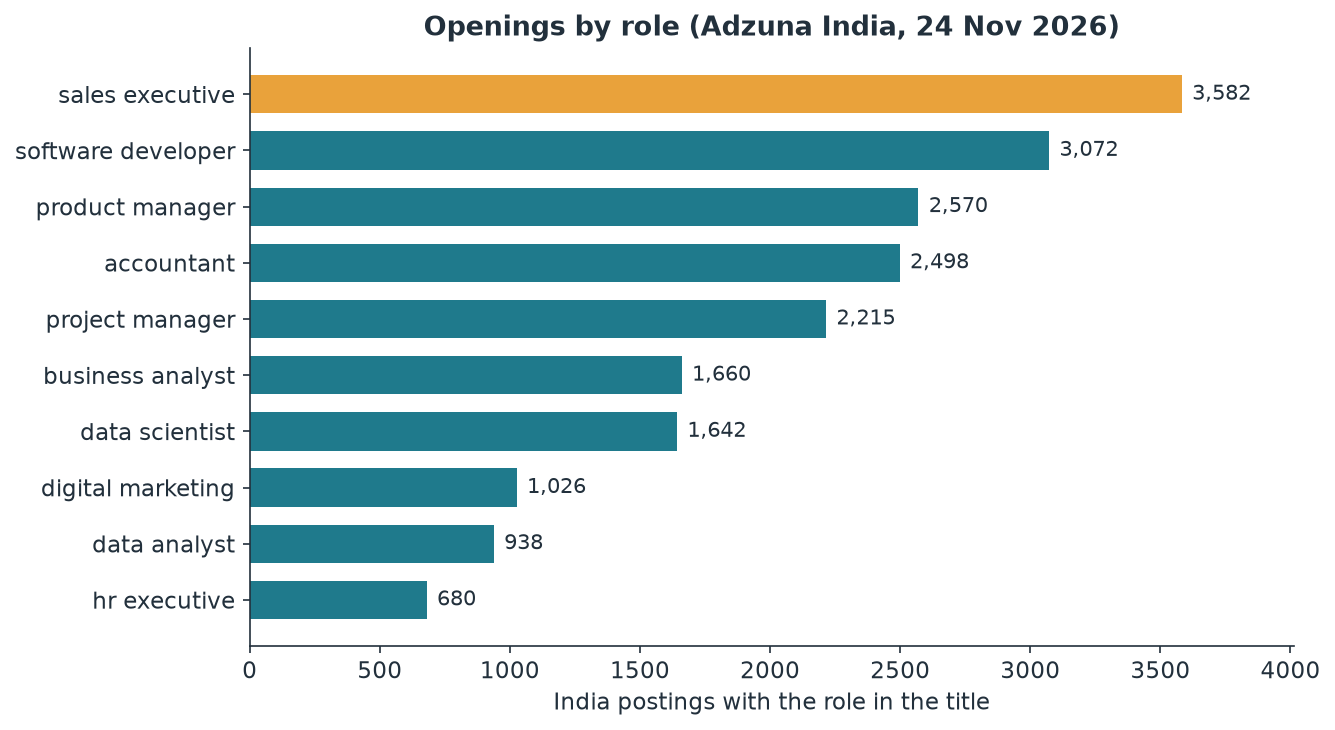 Openings by role (Adzuna India, 24 Nov 2026)
sales executive 3,582
software developer 3,072
product manager 2,570
accountant 2,498
project manager 2,215
business analyst 1,660
data scientist 1,642
digital marketing 1,026
data analyst 938
hr executive 680
0 500 1000 1500 2000 2500 3000 3500 4000
India postings with the role in the title